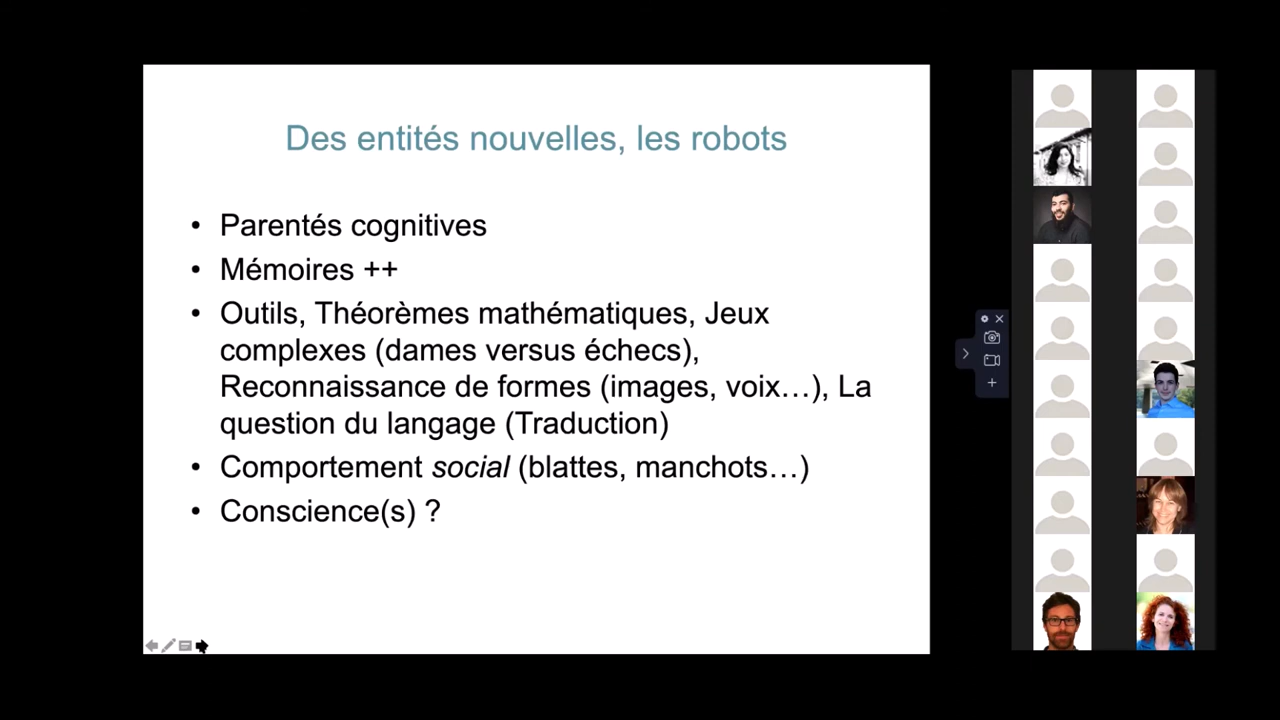 Des entités nouvelles, les robots
• Parentés cognitives
• Mémoires ++
• Outils, Théorèmes mathématiques, Jeux
complexes (dames versus échecs),
Reconnaissance de formes (images, voix…), La
question du langage (Traduction)
• Comportement social (blattes, manchots…)
• Conscience(s) ?